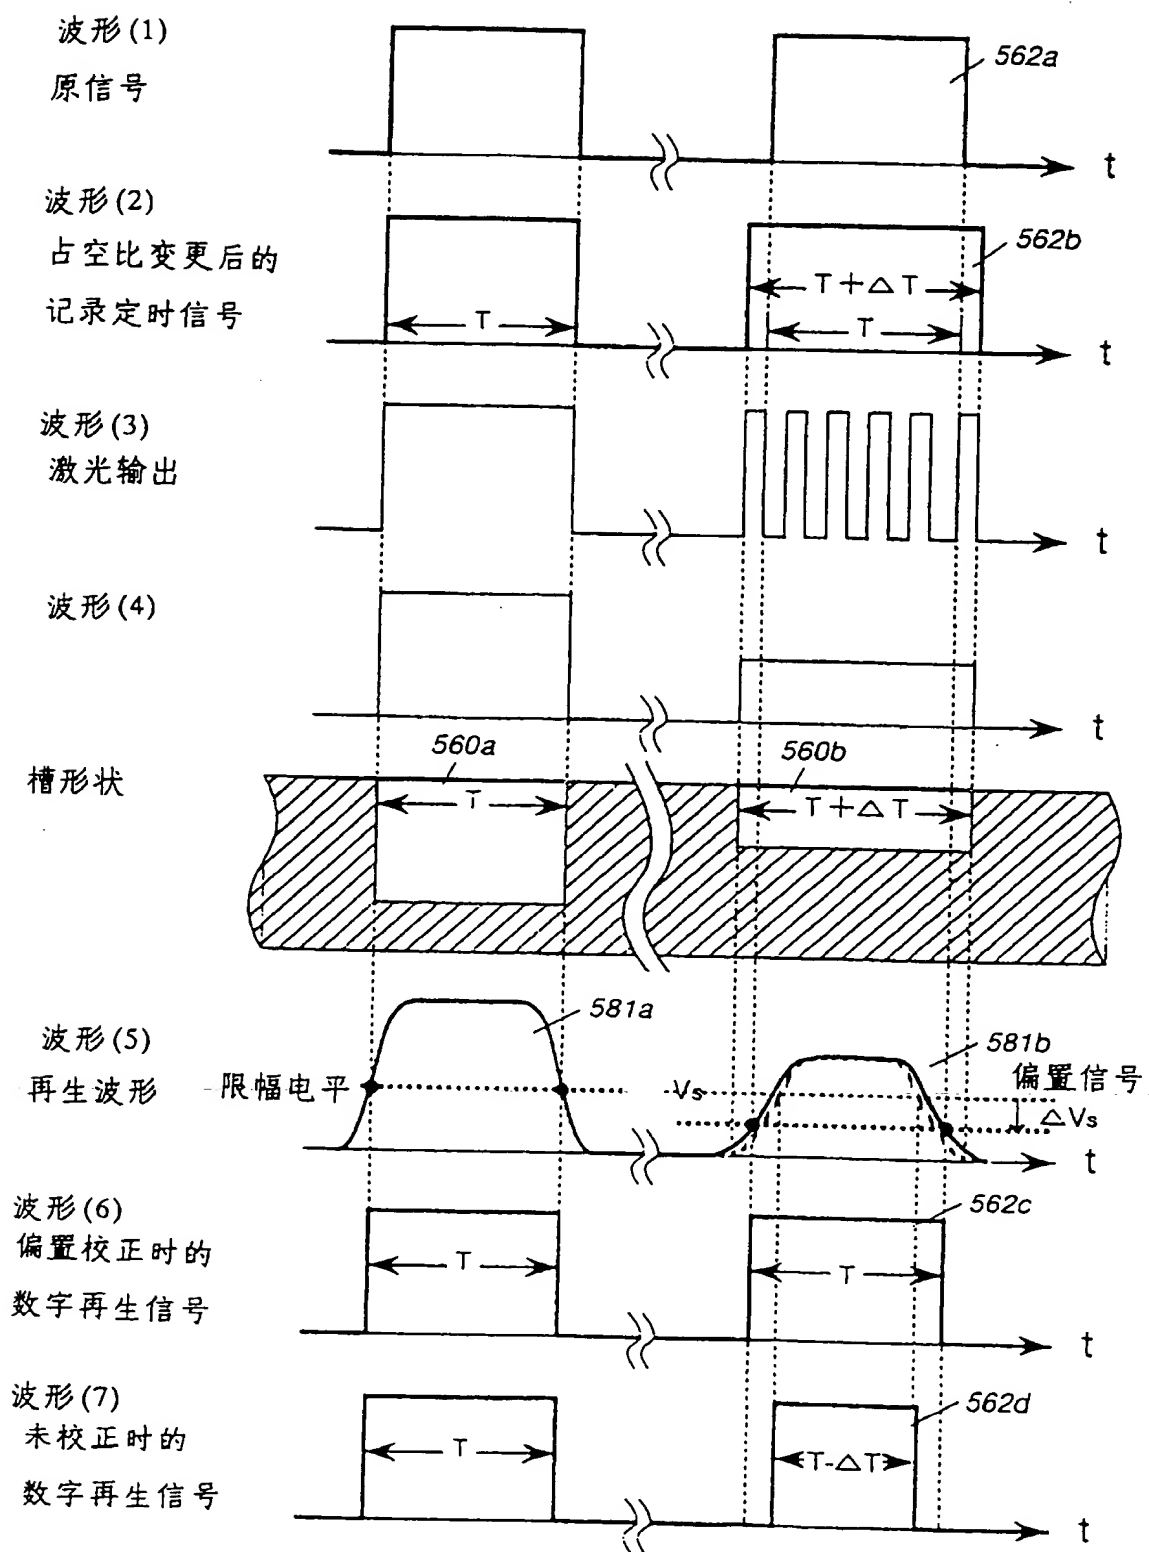 波形(1)
原信号
562a
t
波形(2)
占空比变更后的
记录定时信号
T
562b
T+△T
T
t
波形(3)
激光输出
t
波形(4)
t
槽形状
560a
T
560b
T+△T
波形(5)
再生波形
限幅电平
581a
Vs
581b
偏置信号
△Vs
t
波形(6)
偏置校正时的
数字再生信号
T
562c
T
t
波形(7)
未校正时的
数字再生信号
T
562d
T-△T
t